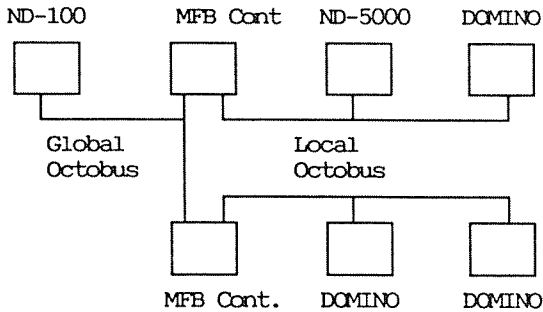 ND-100 MFB Cont ND-5000 DOMINO
Global Local
Octobus Octobus
MFB Cont. DOMINO DOMINO